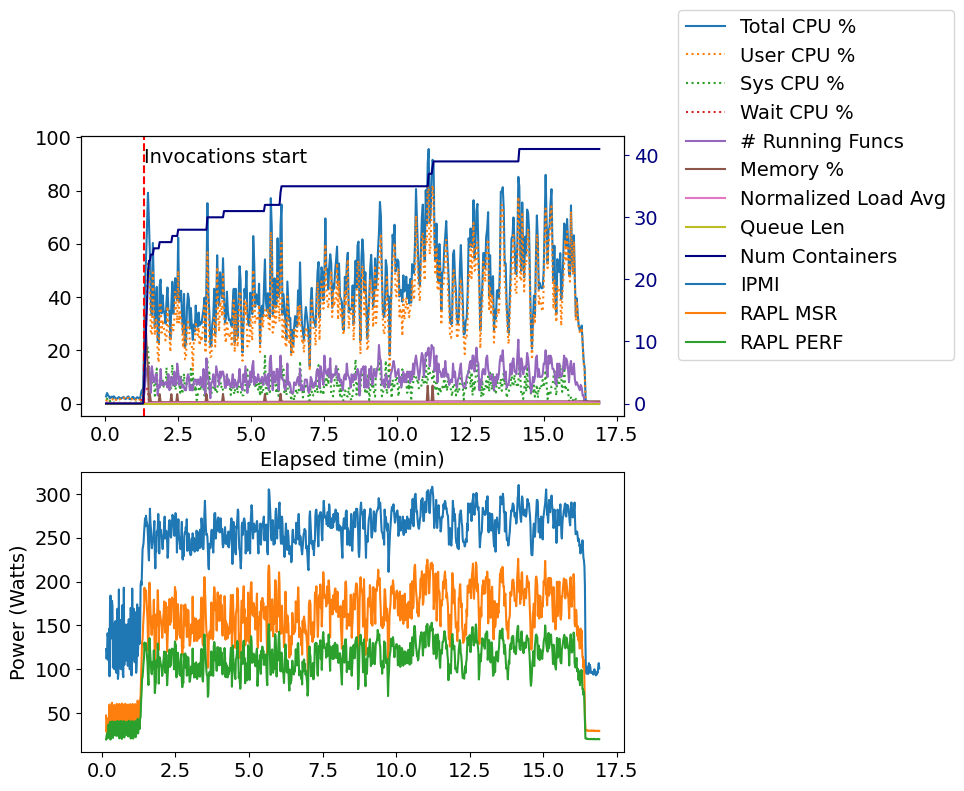 Total CPU %
User CPU %
Sys CPU %
Wait CPU %
# Running Funcs
Memory %
Normalized Load Avg
Queue Len
Num Containers
IPMI
RAPL MSR
RAPL PERF
Invocations start
100
80
60
40
20
0
40
30
20
10
0
0.0 2.5 5.0 7.5 10.0 12.5 15.0 17.5
Elapsed time (min)
Power (Watts)
300
250
200
150
100
50
0.0 2.5 5.0 7.5 10.0 12.5 15.0 17.5